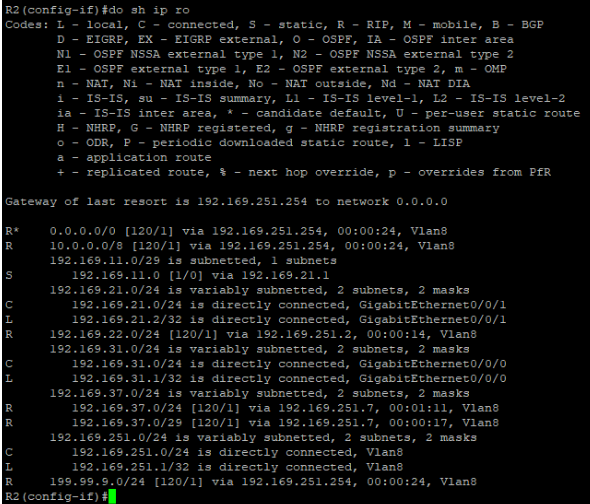 R2(config-if)#do sh ip ro
Codes: L - local, C - connected, S - static, R - RIP, M - mobile, B - BGP
       D - EIGRP, EX - EIGRP external, O - OSPF, IA - OSPF inter area
       N1 - OSPF NSSA external type 1, N2 - OSPF NSSA external type 2
       E1 - OSPF external type 1, E2 - OSPF external type 2, m - OMP
       n - NAT, Ni - NAT inside, No - NAT outside, Nd - NAT DIA
       i - IS-IS, su - IS-IS summary, L1 - IS-IS level-1, L2 - IS-IS level-2
       ia - IS-IS inter area, * - candidate default, U - per-user static route
       H - NHRP, G - NHRP registered, g - NHRP registration summary
       o - ODR, P - periodic downloaded static route, l - LISP
       a - application route
       + - replicated route, % - next hop override, p - overrides from PfR

Gateway of last resort is 192.169.251.254 to network 0.0.0.0

R*    0.0.0.0/0 [120/1] via 192.169.251.254, 00:00:24, Vlan8
R     10.0.0.0/8 [120/1] via 192.169.251.254, 00:00:24, Vlan8
      192.169.11.0/29 is subnetted, 1 subnets
S        192.169.11.0 [1/0] via 192.169.21.1
      192.169.21.0/24 is variably subnetted, 2 subnets, 2 masks
C        192.169.21.0/24 is directly connected, GigabitEthernet0/0/1
L        192.169.21.2/32 is directly connected, GigabitEthernet0/0/1
R     192.169.22.0/24 [120/1] via 192.169.251.2, 00:00:14, Vlan8
      192.169.31.0/24 is variably subnetted, 2 subnets, 2 masks
C        192.169.31.0/24 is directly connected, GigabitEthernet0/0/0
L        192.169.31.1/32 is directly connected, GigabitEthernet0/0/0
      192.169.37.0/24 is variably subnetted, 2 subnets, 2 masks
R        192.169.37.0/24 [120/1] via 192.169.251.7, 00:01:11, Vlan8
R        192.169.37.0/29 [120/1] via 192.169.251.7, 00:00:17, Vlan8
      192.169.251.0/24 is variably subnetted, 2 subnets, 2 masks
C        192.169.251.0/24 is directly connected, Vlan8
L        192.169.251.1/32 is directly connected, Vlan8
R     199.99.9.0/24 [120/1] via 192.169.251.254, 00:00:24, Vlan8
R2(config-if)#